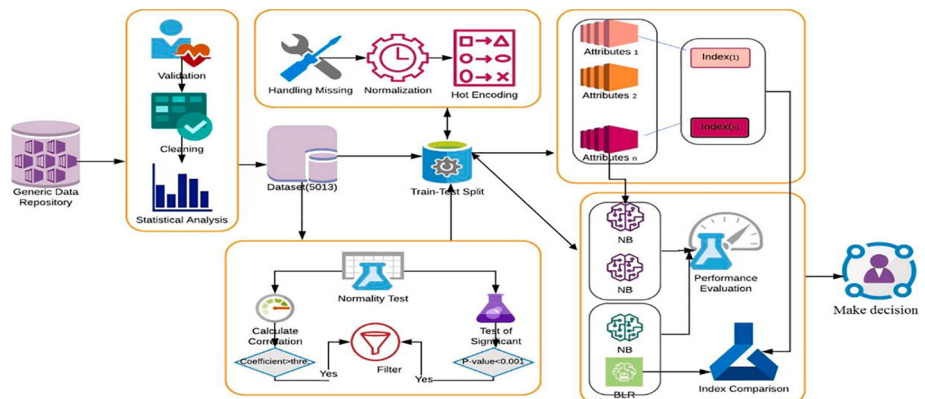 Generic Data
Repository
Validation
Cleaning
Statistical Analysis
Handling Missing
Normalization
Hot Encoding
Dataset(5013)
Train-Test Split
Normality Test
Calculate
Correlation
Coefficient>thre.
Yes
Filter
Yes
Test of
Significant
P-value<0.001
Attributes 1
Attributes 2
Attributes n
Index(1)
Index(n)
NB
NB
NB
BLR
Performance
Evaluation
Index Comparison
Make decision